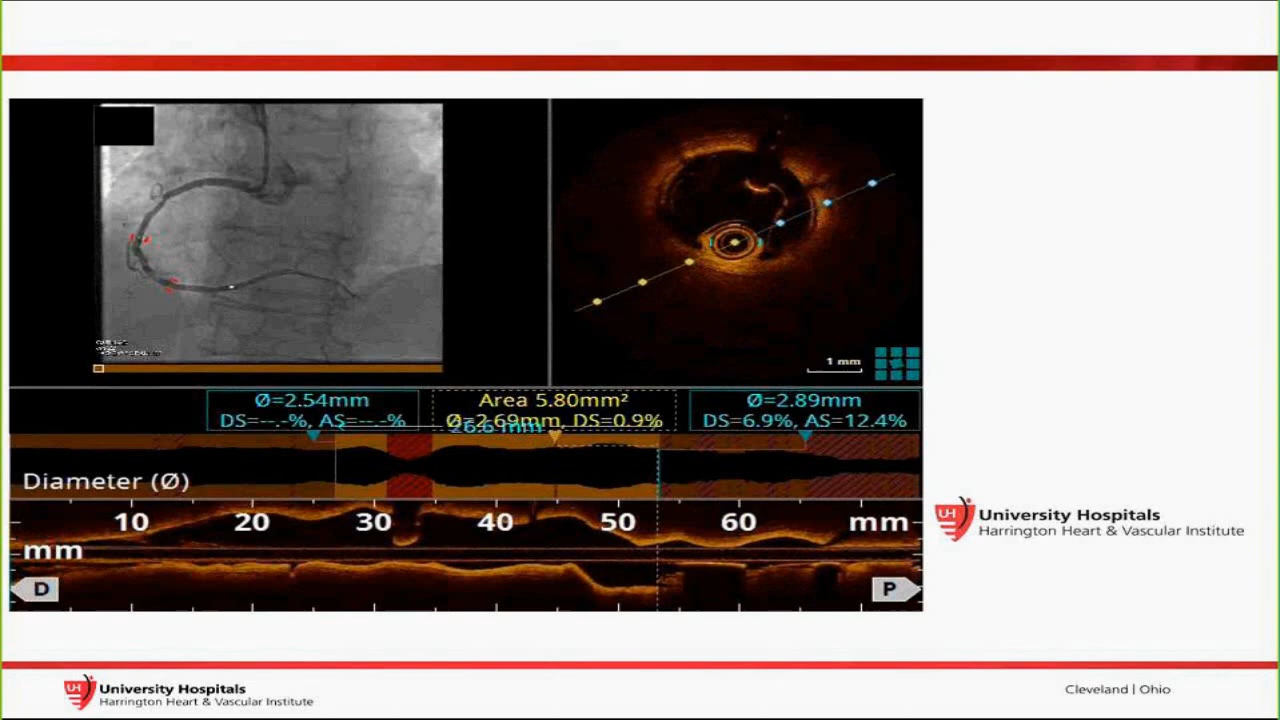 1 mm
Ø=2.54mm
DS=--.-%, AS=--.-%
Area 5.80mm²
Ø=2.69mm, DS=0.9%
Ø=2.89mm
DS=6.9%, AS=12.4%
26.6 mm
Diameter (Ø)
10 20 30 40 50 60 mm
mm
D
P
UH University Hospitals
Harrington Heart & Vascular Institute
UH University Hospitals
Harrington Heart & Vascular Institute
Cleveland | Ohio